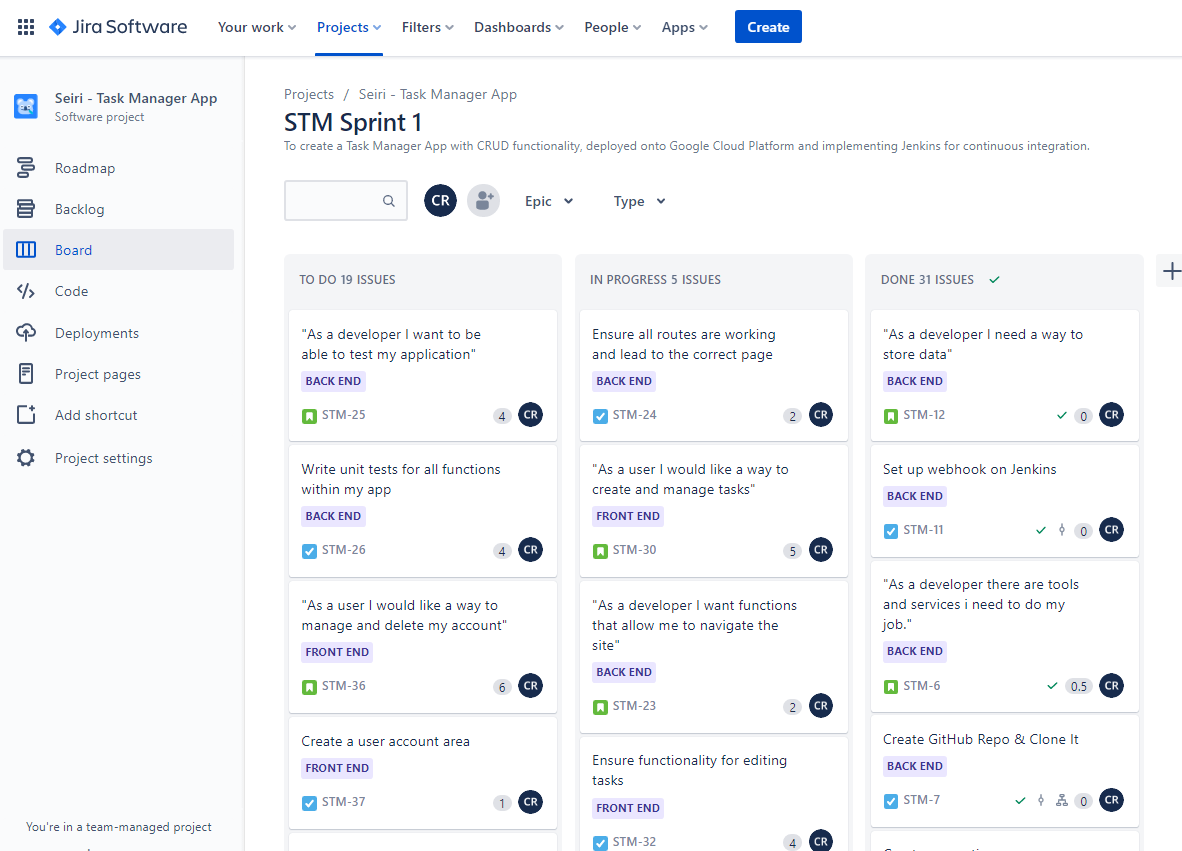 Jira Software
Your work
Projects
Filters
Dashboards
People
Apps
Create
Seiri - Task Manager App
Software project
Roadmap
Backlog
Board
Code
Deployments
Project pages
Add shortcut
Project settings
You're in a team-managed project
Projects / Seiri - Task Manager App
STM Sprint 1
To create a Task Manager App with CRUD functionality, deployed onto Google Cloud Platform and implementing Jenkins for continuous integration.
CR
Epic
Type
TO DO 19 ISSUES
"As a developer I want to be
able to test my application"
BACK END
STM-25
4
CR
Write unit tests for all functions
within my app
BACK END
STM-26
4
CR
"As a user I would like a way to
manage and delete my account"
FRONT END
STM-36
6
CR
Create a user account area
FRONT END
STM-37
1
CR
IN PROGRESS 5 ISSUES
Ensure all routes are working
and lead to the correct page
BACK END
STM-24
2
CR
"As a user I would like a way to
create and manage tasks"
FRONT END
STM-30
5
CR
"As a developer I want functions
that allow me to navigate the
site"
BACK END
STM-23
2
CR
Ensure functionality for editing
tasks
FRONT END
STM-32
4
CR
DONE 31 ISSUES
"As a developer I need a way to
store data"
BACK END
STM-12
0
CR
Set up webhook on Jenkins
BACK END
STM-11
0
CR
"As a developer there are tools
and services i need to do my
job."
BACK END
STM-6
0.5
CR
Create GitHub Repo & Clone It
BACK END
STM-7
0
CR